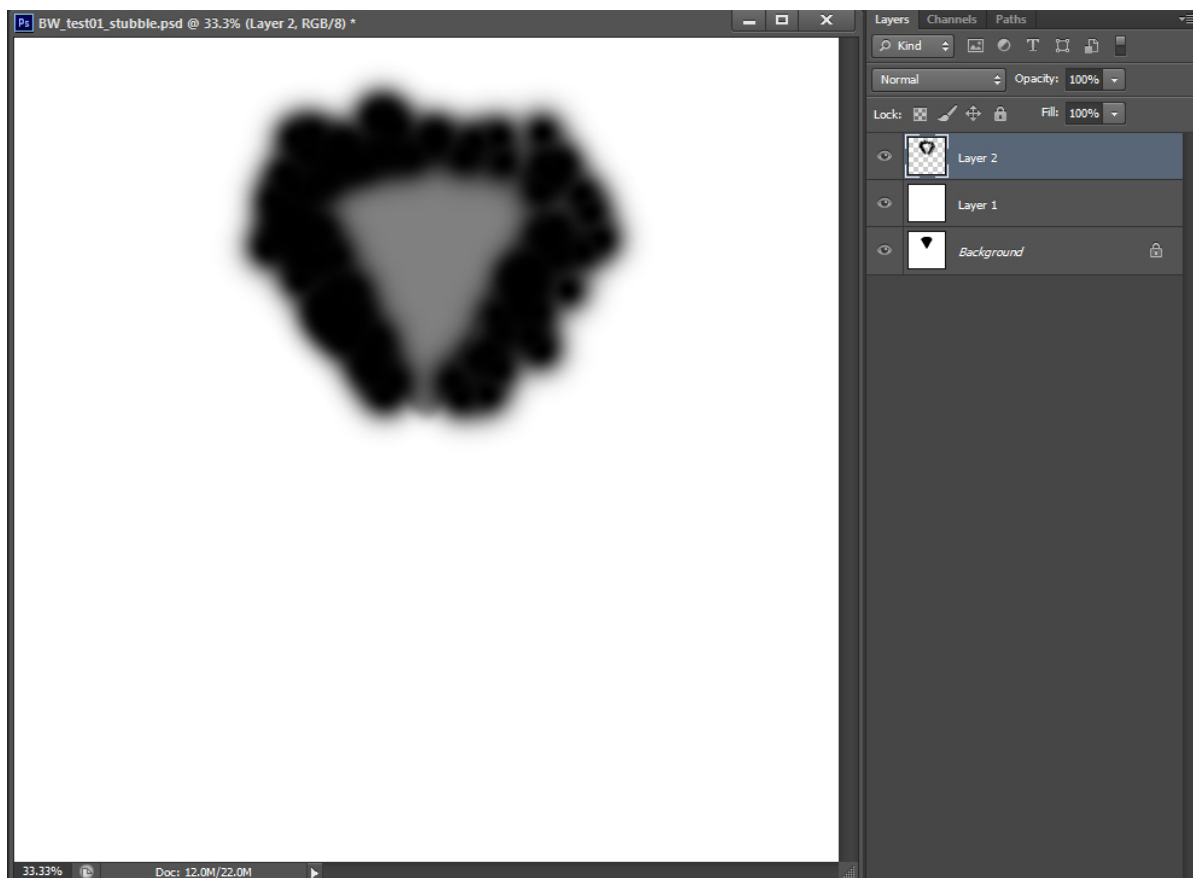 Ps BW_test01_stubble.psd @ 33.3% (Layer 2, RGB/8) *
Layers Channels Paths
Kind T
Normal Opacity: 100%
Lock: Fill: 100%
Layer 2
Layer 1
Background
33.33% Doc: 12.0M/22.0M